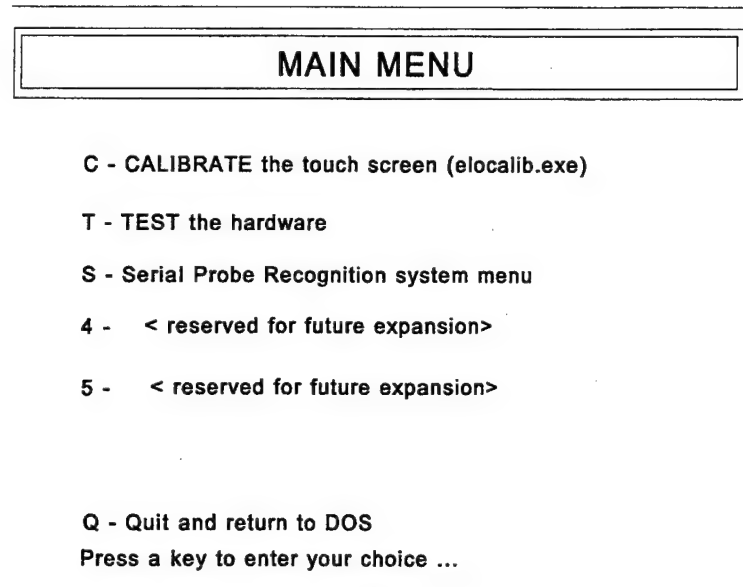 MAIN MENU
C - CALIBRATE the touch screen (elocalib.exe)
T - TEST the hardware
S - Serial Probe Recognition system menu
4 - < reserved for future expansion>
5 - < reserved for future expansion>
Q - Quit and return to DOS
Press a key to enter your choice ...